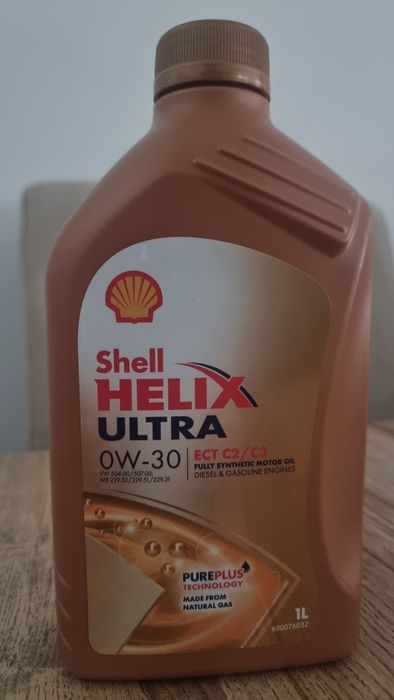 Shell
HELIX
ULTRA
0W-30
ECT C2/C3
FULLY SYNTHETIC MOTOR OIL
DIESEL & GASOLINE ENGINES
VW 504.00/507.00
MB 229.52/229.51/229.31
PUREPLUS
TECHNOLOGY
MADE FROM
NATURAL GAS
1L
600076032